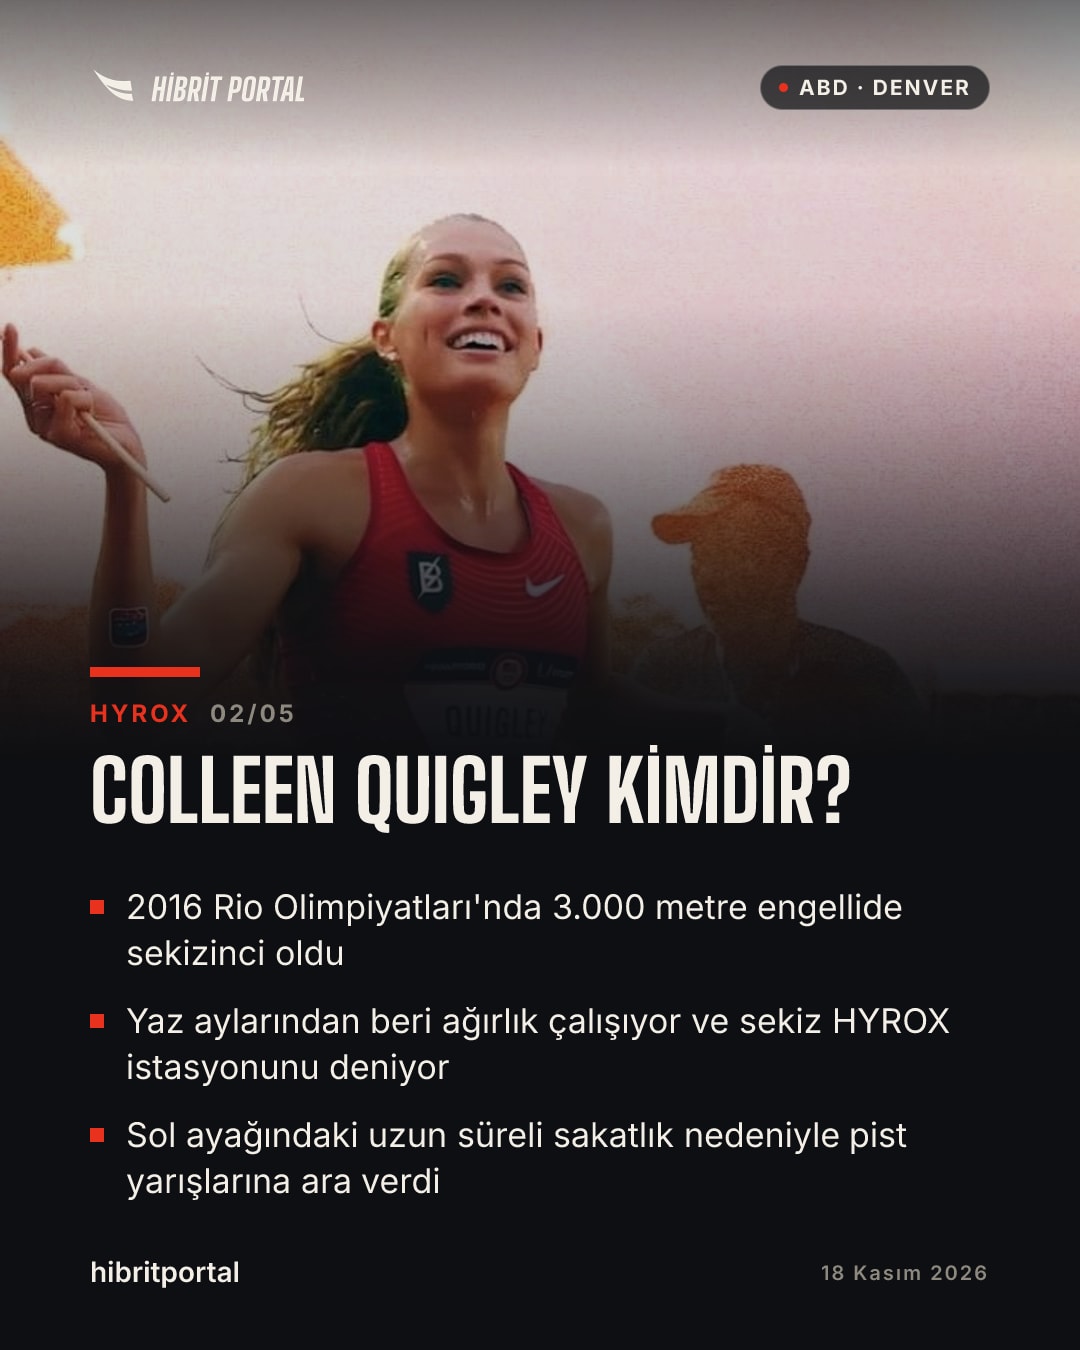 HİBRİT PORTAL
ABD · DENVER
QUIGLEY
HYROX 02/05
COLLEEN QUIGLEY KİMDİR?
2016 Rio Olimpiyatları'nda 3.000 metre engellide
sekizinci oldu
Yaz aylarından beri ağırlık çalışıyor ve sekiz HYROX
istasyonunu deniyor
Sol ayağındaki uzun süreli sakatlık nedeniyle pist
yarışlarına ara verdi
hibritportal
18 Kasım 2026